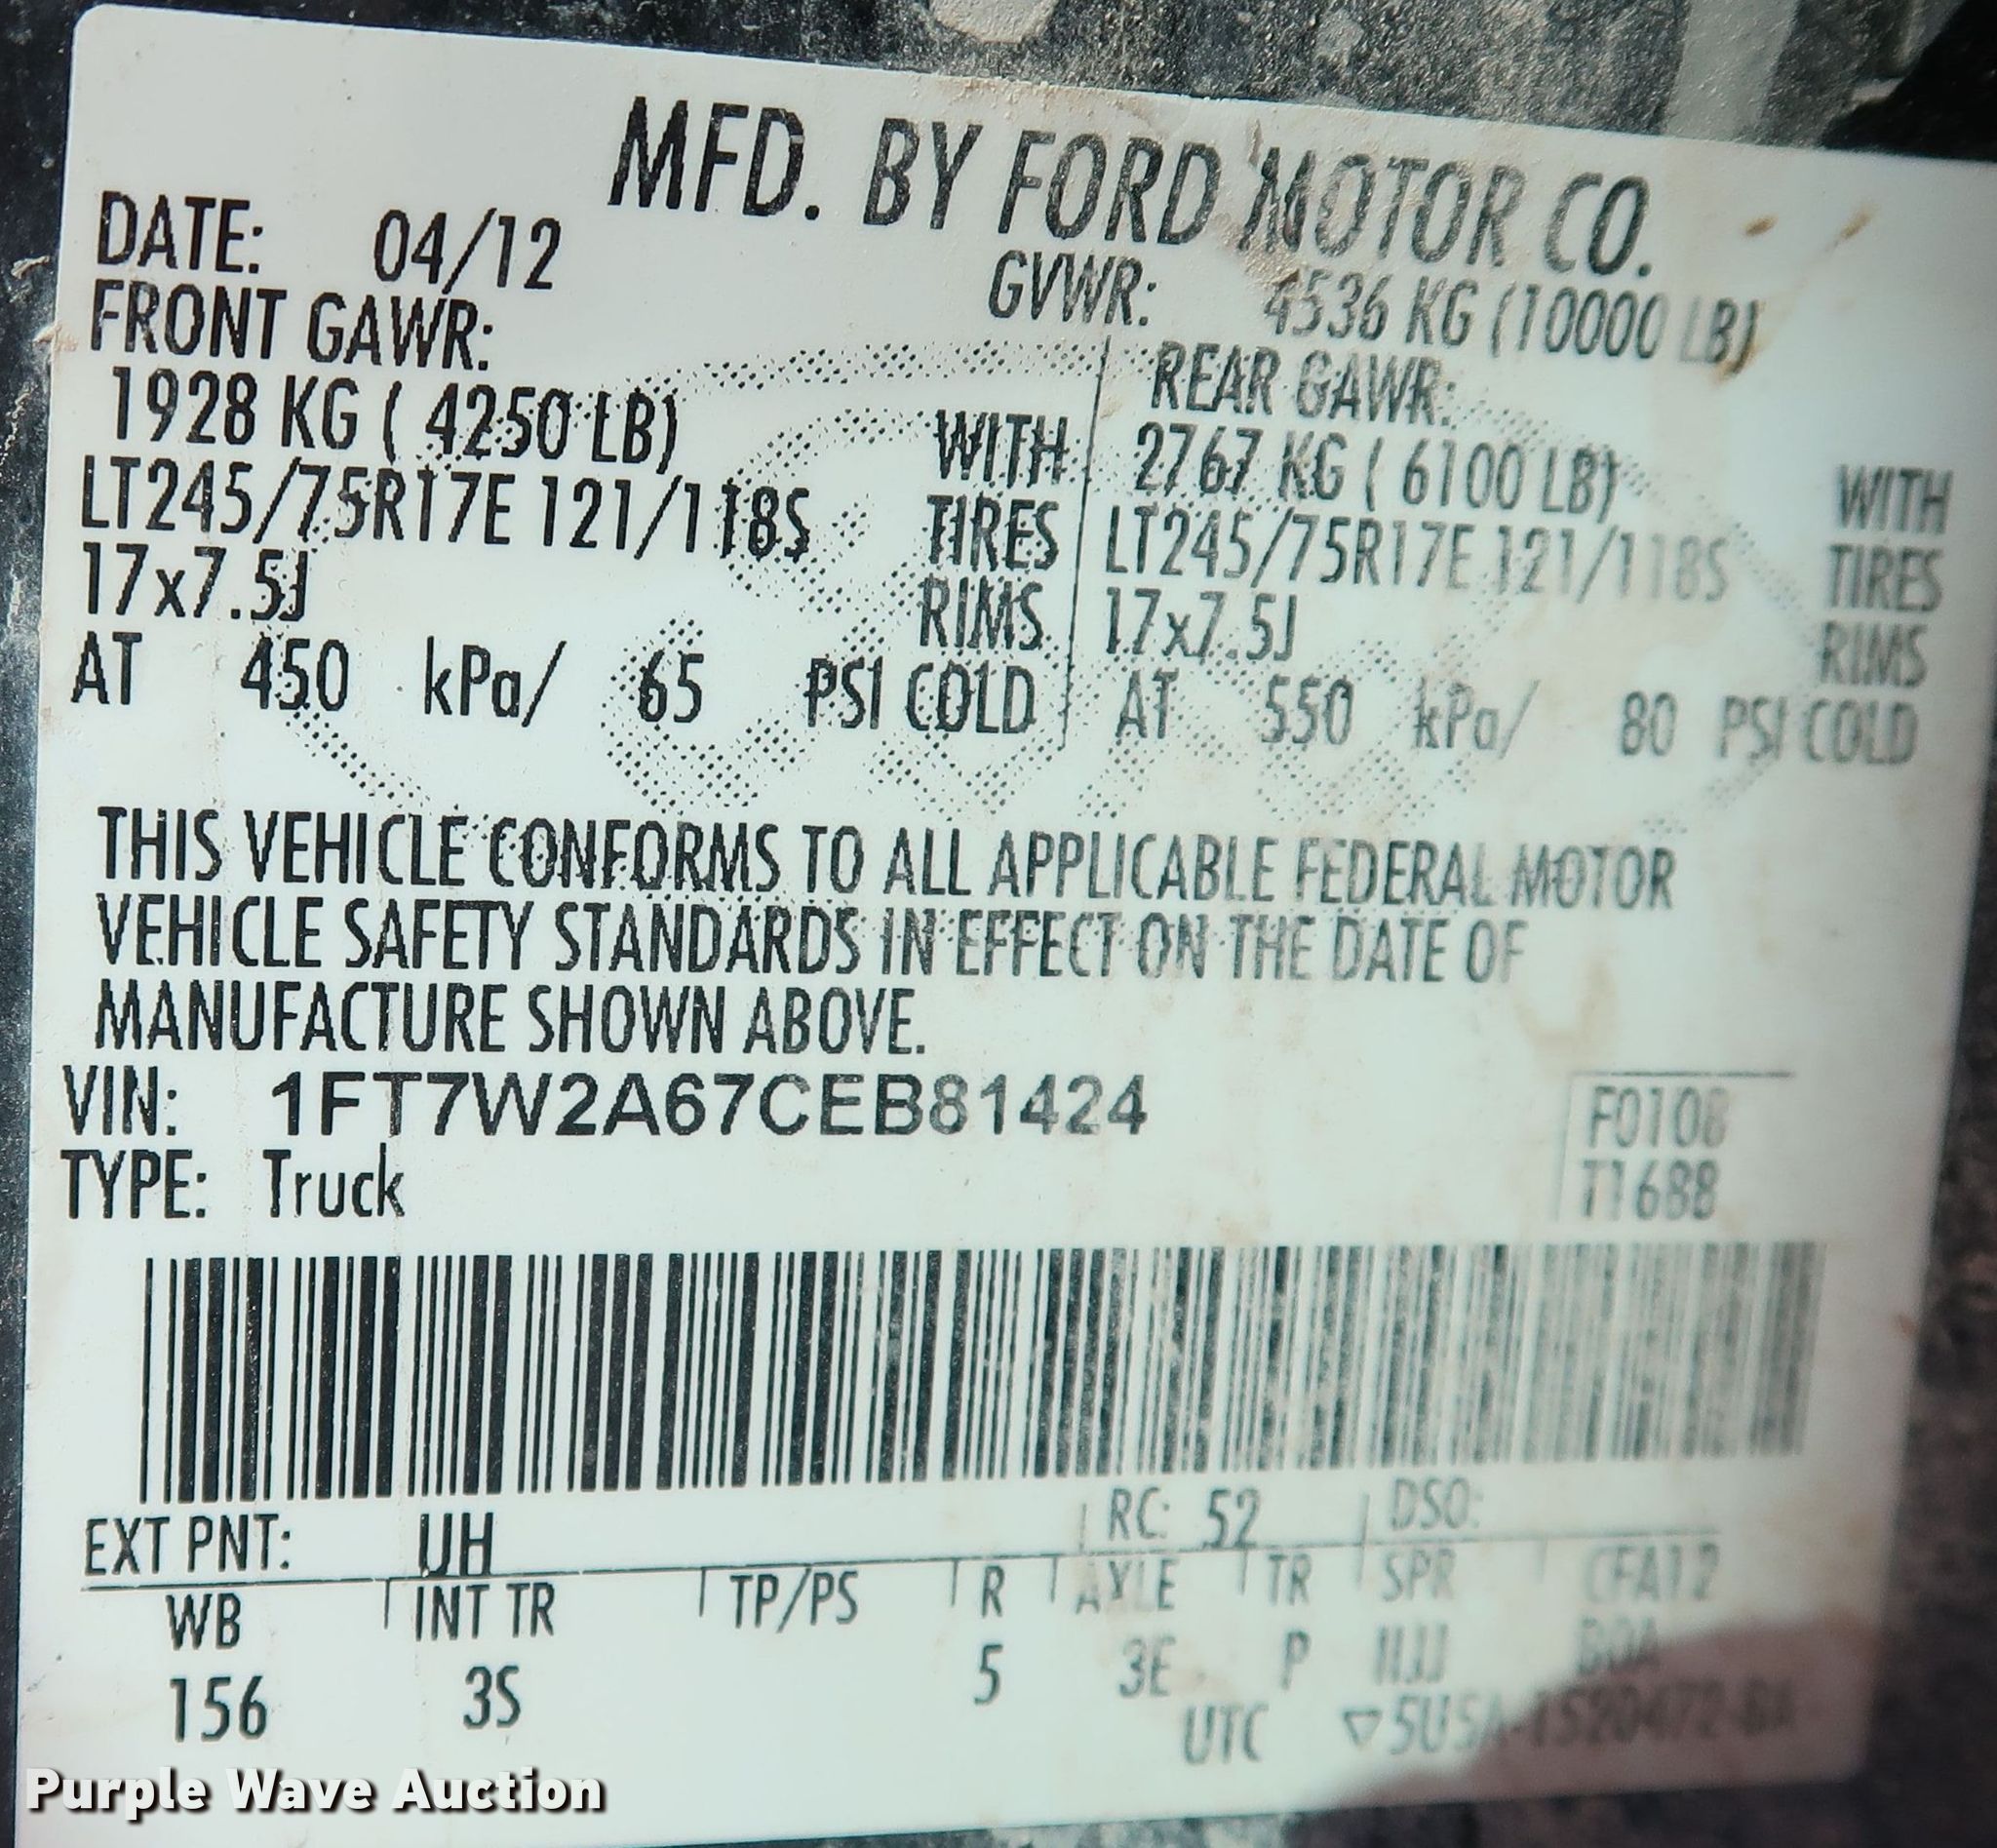 MFD. BY FORD MOTOR CO.
DATE: 04/12
GVWR: 4536 KG (10000 LB)
FRONT GAWR:
1928 KG ( 4250 LB) WITH
LT245/75R17E 121/118S TIRES
17x7.5J RIMS
AT 450 kPa/ 65 PSI COLD
REAR GAWR:
2767 KG ( 6100 LB) WITH
LT245/75R17E 121/118S TIRES
17x7.5J RIMS
AT 550 kPa/ 80 PSI COLD
THIS VEHICLE CONFORMS TO ALL APPLICABLE FEDERAL MOTOR
VEHICLE SAFETY STANDARDS IN EFFECT ON THE DATE OF
MANUFACTURE SHOWN ABOVE.
VIN: 1FT7W2A67CEB81424
TYPE: Truck
T1688
EXT PNT: UH RC: 52 DSO:
WB INT TR TP/PS R AXLE TR SPR CFA12
156 3S 5 3E P
UTC
Purple Wave Auction